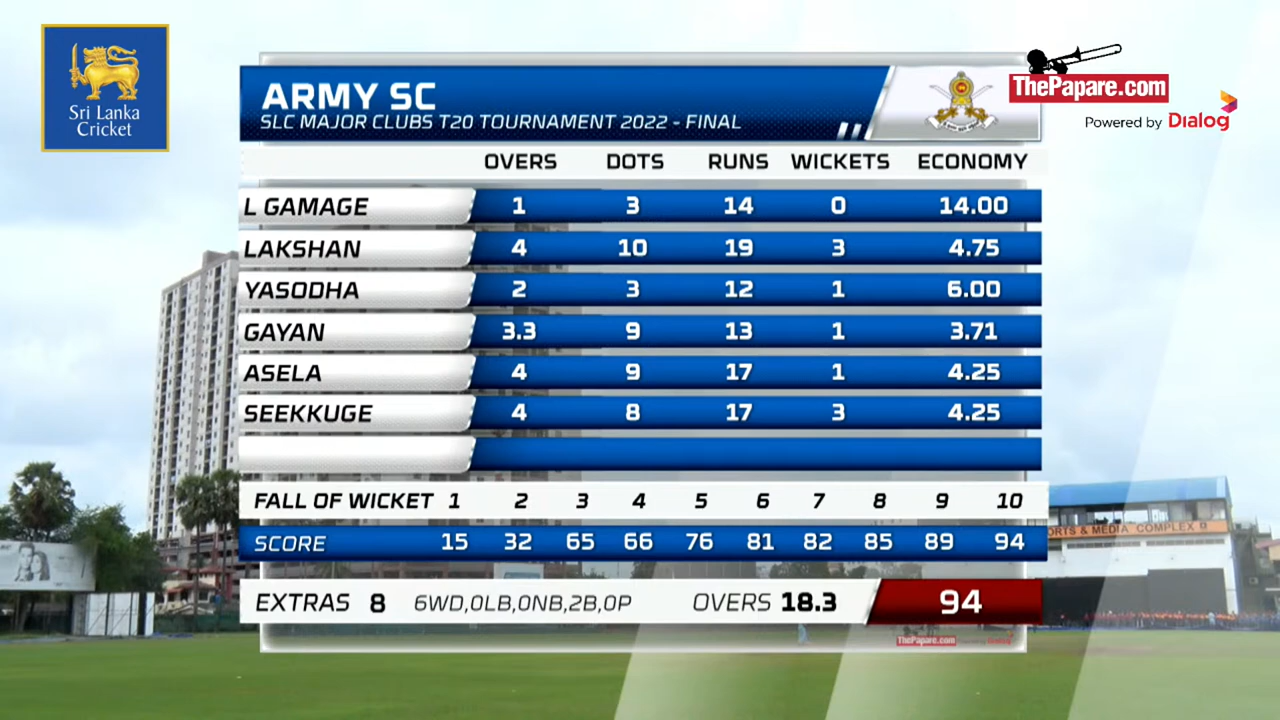 Sri Lanka
Cricket
ThePapare.com
Powered by Dialog
ARMY SC
SLC MAJOR CLUBS T20 TOURNAMENT 2022 - FINAL
OVERS DOTS RUNS WICKETS ECONOMY
L GAMAGE 1 3 14 0 14.00
LAKSHAN 4 10 19 3 4.75
YASODHA 2 3 12 1 6.00
GAYAN 3.3 9 13 1 3.71
ASELA 4 9 17 1 4.25
SEEKKUGE 4 8 17 3 4.25
FALL OF WICKET 1 2 3 4 5 6 7 8 9 10
SCORE 15 32 65 66 76 81 82 85 89 94
EXTRAS 8 6WD,0LB,0NB,2B,0P OVERS 18.3 94
ORTS & MEDIA COMPLEX
ThePapare.com